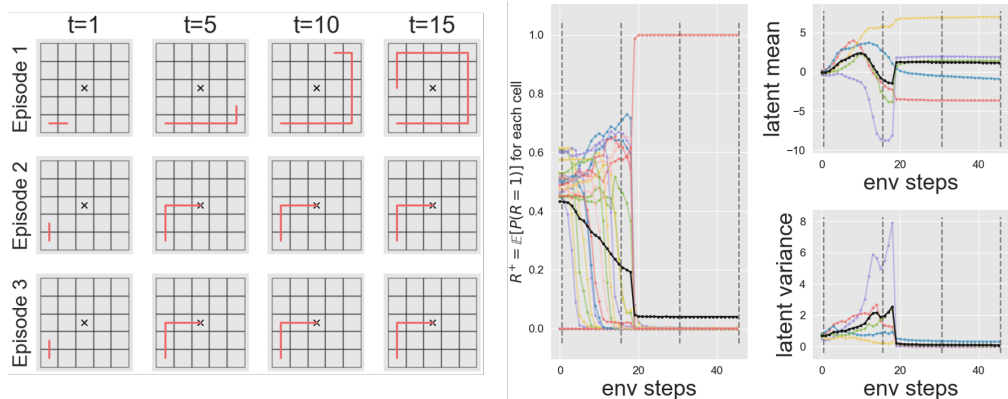 t=1 t=5 t=10 t=15
Episode 1
Episode 2
Episode 3
R⁺ = 𝔼[P(R = 1)] for each cell
1.0
0.8
0.6
0.4
0.2
0.0
0 20 40
env steps
latent mean
5
0
−5
−10
0 20 40
env steps
latent variance
8
6
4
2
0
0 20 40
env steps